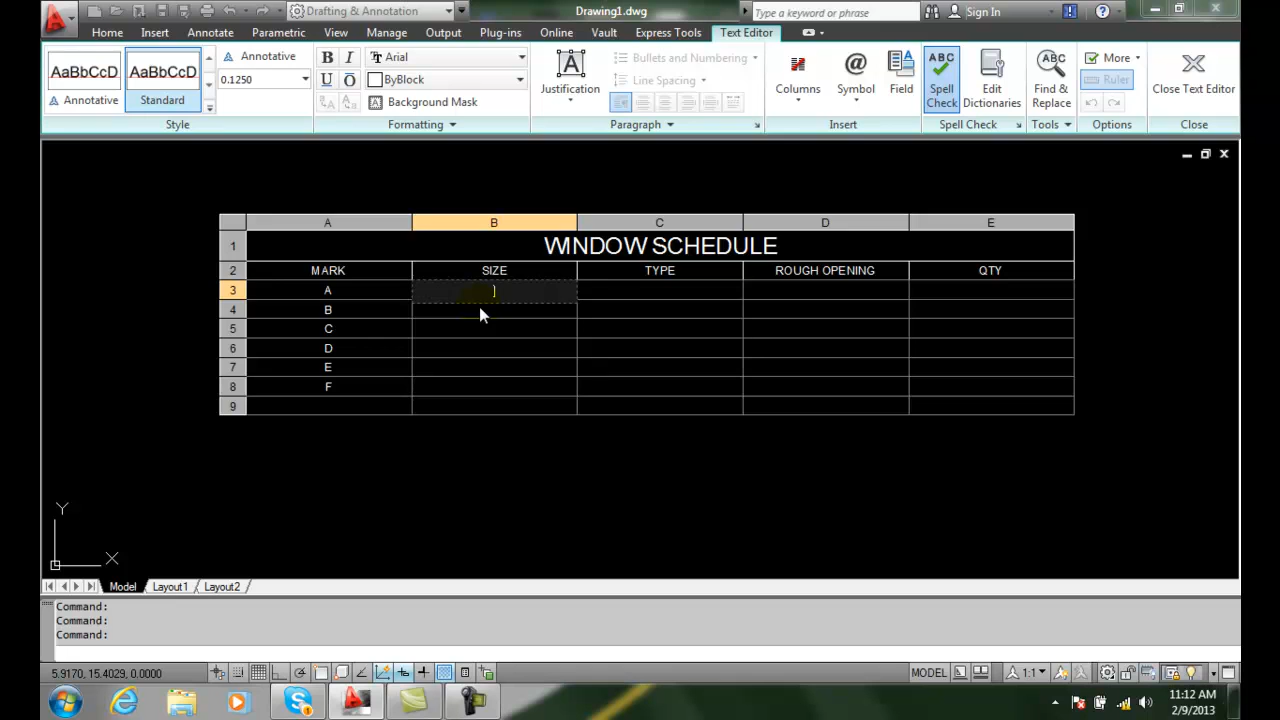 Drafting & Annotation
Drawing1.dwg
Type a keyword or phrase
Sign In
Home Insert Annotate Parametric View Manage Output Plug-ins Online Vault Express Tools Text Editor
AaBbCcD AaBbCcD
Annotative
0.1250
Annotative Standard
Style
B I Arial
U O ByBlock
Background Mask
Formatting
A
Justification
Bullets and Numbering
Line Spacing
Paragraph
Columns
@
Symbol
Field
Insert
ABC
Spell Check
Edit Dictionaries
Spell Check
ABC
Find & Replace
Tools
More
Ruler
Options
Close Text Editor
Close
A B C D E
1 WINDOW SCHEDULE
2 MARK SIZE TYPE ROUGH OPENING QTY
3 A
4 B
5 C
6 D
7 E
8 F
9
Y
X
Model Layout1 Layout2
Command:
Command:
Command:
5.9170, 15.4029, 0.0000
MODEL
1:1
11:12 AM
2/9/2013